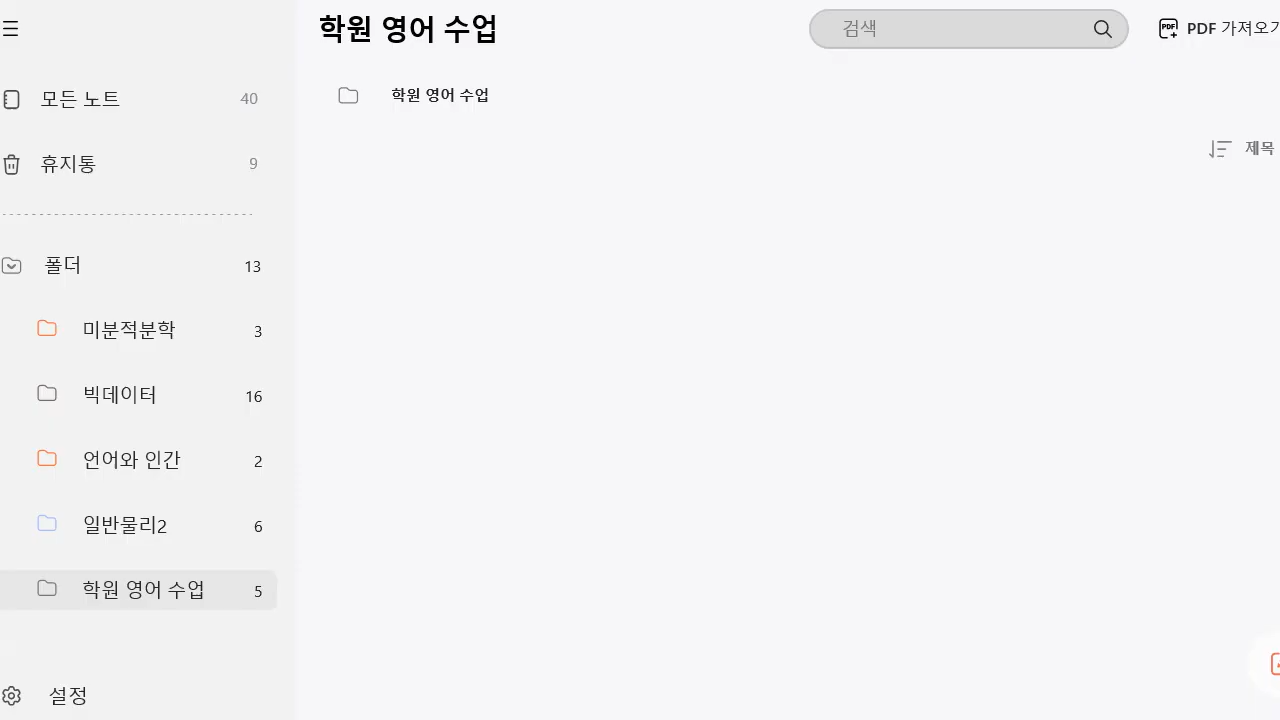 학원 영어 수업
검색
PDF 가져오기
모든 노트 40
학원 영어 수업
휴지통 9
제목
폴더 13
미분적분학 3
빅데이터 16
언어와 인간 2
일반물리2 6
학원 영어 수업 5
설정